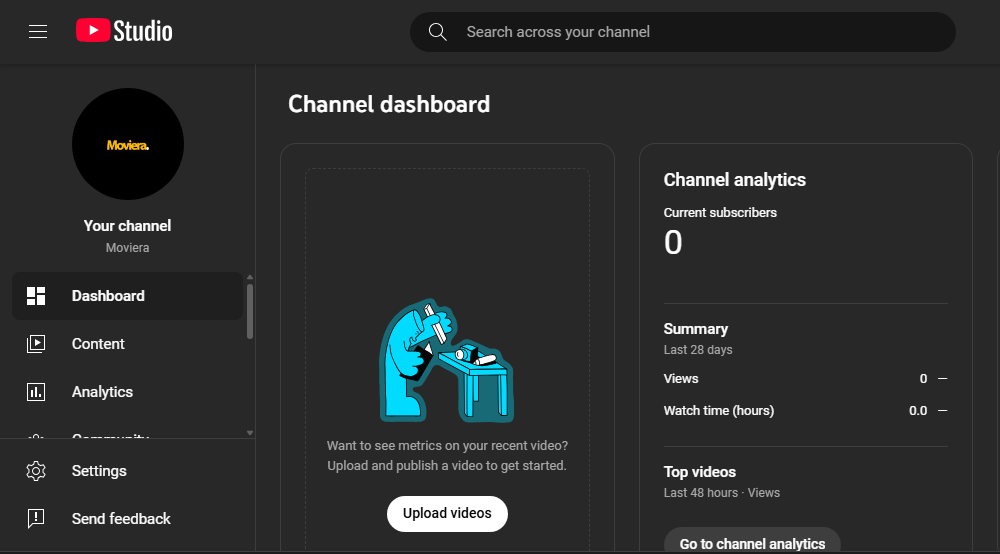 Studio
Search across your channel
Moviera.
Your channel
Moviera
Dashboard
Content
Analytics
Community
Settings
Send feedback
Channel dashboard
Want to see metrics on your recent video?
Upload and publish a video to get started.
Upload videos
Channel analytics
Current subscribers
0
Summary
Last 28 days
Views 0 —
Watch time (hours) 0.0 —
Top videos
Last 48 hours · Views
Go to channel analytics